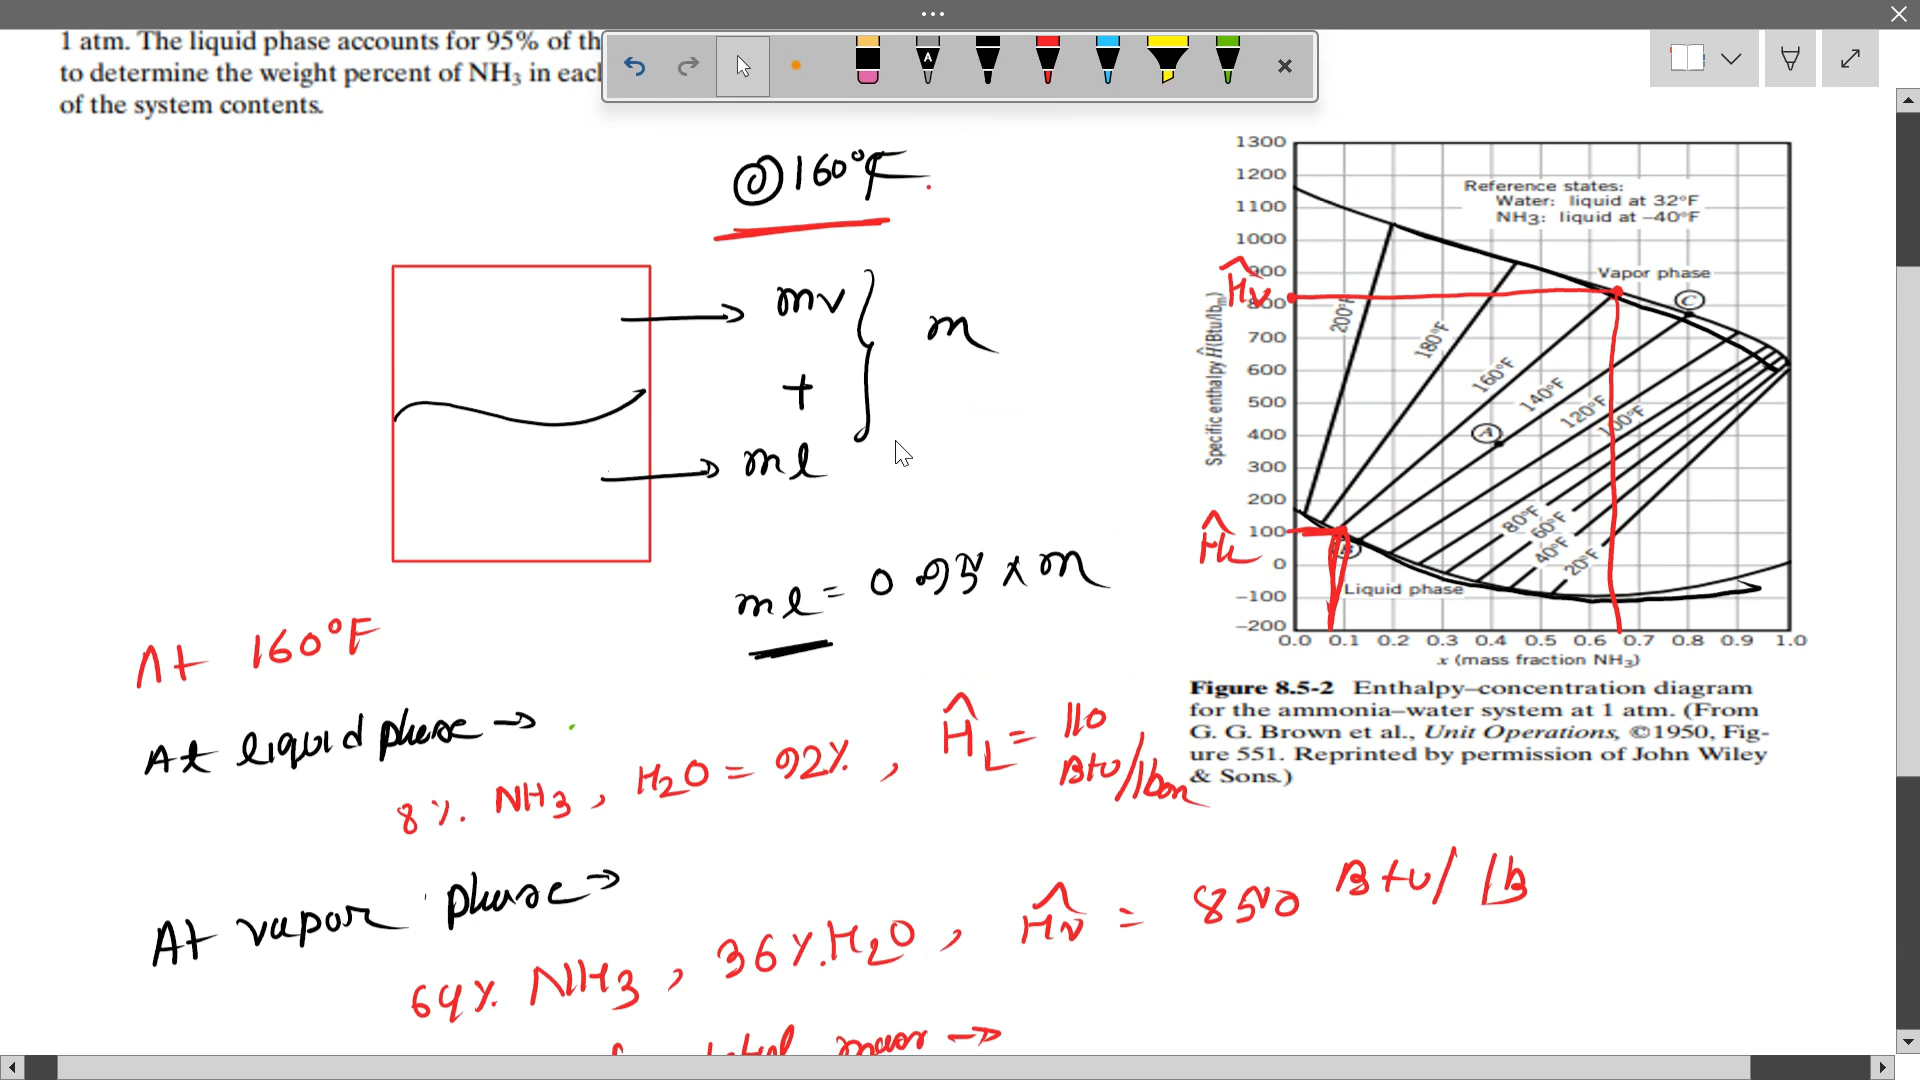 1 atm. The liquid phase accounts for 95% of th
to determine the weight percent of NH3 in each
of the system contents.
@160°F
mv
+
ml
m
ml = 0.95 x m
At 160°F
At liquid phase →
8%. NH3, H2O = 92%, ĤL = 110 Btu/lbm
At vapor phase →
64%. NH3, 36%.H2O, Ĥv = 850 Btu/lb
total mass →
Ĥv
ĤL
1300
1200
1100
1000
900
800
700
600
500
400
300
200
100
0
−100
−200
Specific enthalpy Ĥ(Btu/lbm)
Reference states:
Water: liquid at 32°F
NH3: liquid at −40°F
Vapor phase
C
200°F
180°F
160°F
140°F
120°F
100°F
A
80°F
60°F
40°F
20°F
Liquid phase
0.0 0.1 0.2 0.3 0.4 0.5 0.6 0.7 0.8 0.9 1.0
x (mass fraction NH3)
Figure 8.5-2 Enthalpy–concentration diagram
for the ammonia–water system at 1 atm. (From
G. G. Brown et al., Unit Operations, ©1950, Fig-
ure 551. Reprinted by permission of John Wiley
& Sons.)